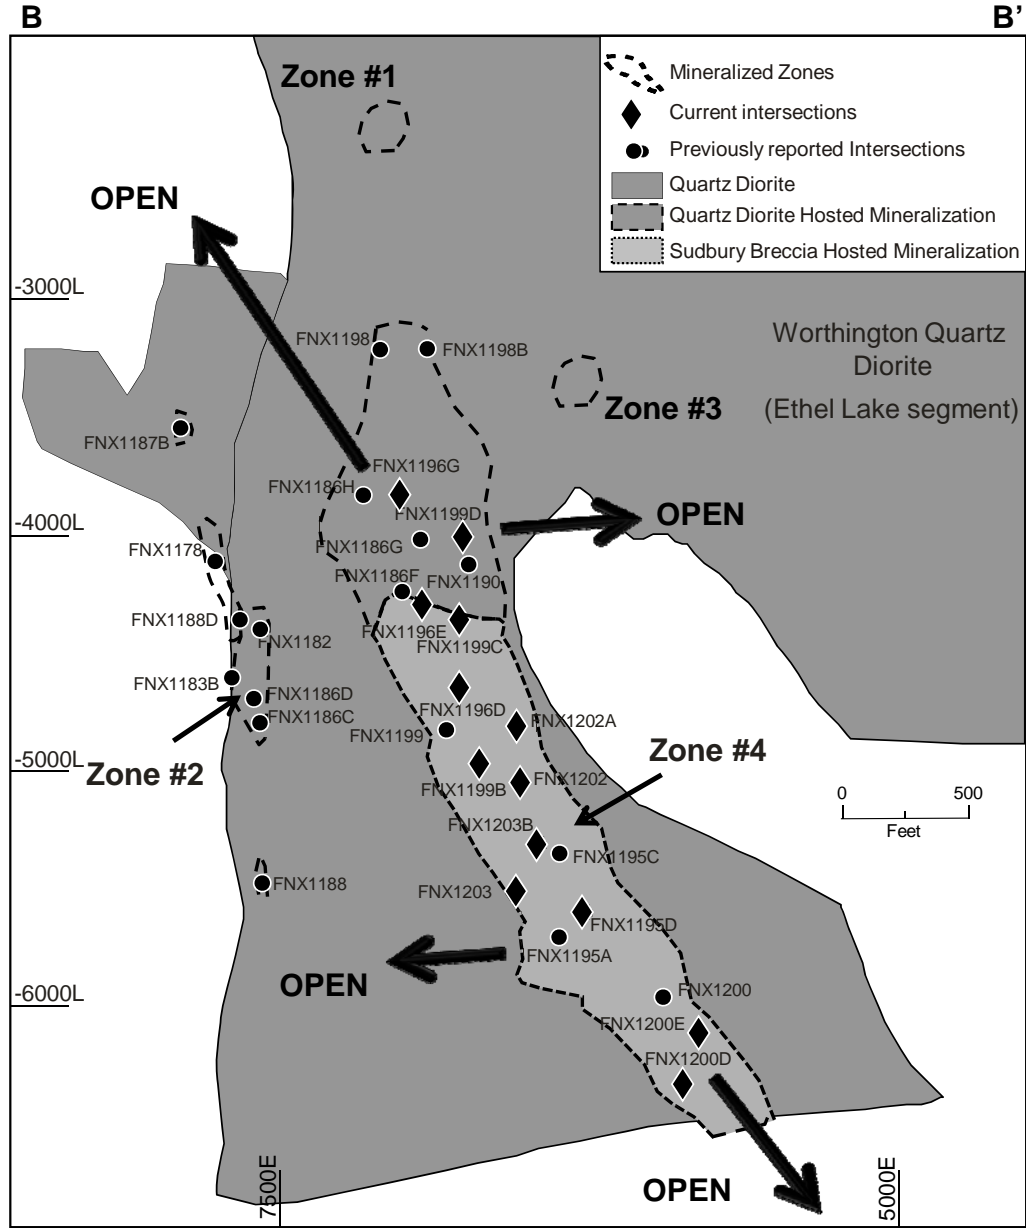 B
B’
Zone #1
Mineralized Zones
Current intersections
Previously reported Intersections
Quartz Diorite
Quartz Diorite Hosted Mineralization
Sudbury Breccia Hosted Mineralization
OPEN
-3000L
FNX1198
FNX1198B
Worthington Quartz
Diorite
(Ethel Lake segment)
Zone #3
FNX1187B
FNX1196G
FNX1186H
FNX1199D
OPEN
-4000L
FNX1178
FNX1186G
FNX1186F
FNX1190
FNX1188D
FNX1182
FNX1196E
FNX1199C
FNX1183B
FNX1186D
FNX1186C
FNX1196D
FNX1199
FNX1202A
Zone #4
-5000L
Zone #2
FNX1199B
FNX1202
0
500
Feet
FNX1203B
FNX1195C
FNX1188
FNX1203
FNX1195D
FNX1195A
OPEN
-6000L
FNX1200
FNX1200E
FNX1200D
7500E
OPEN
5000E